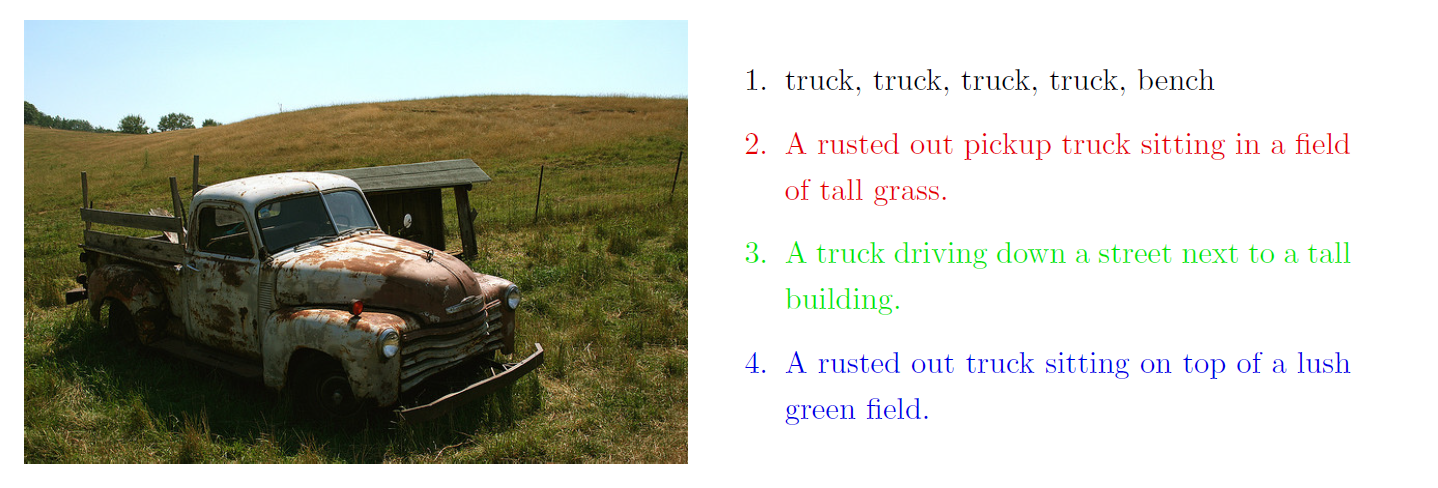 1. truck, truck, truck, truck, bench
2. A rusted out pickup truck sitting in a field
of tall grass.
3. A truck driving down a street next to a tall
building.
4. A rusted out truck sitting on top of a lush
green field.